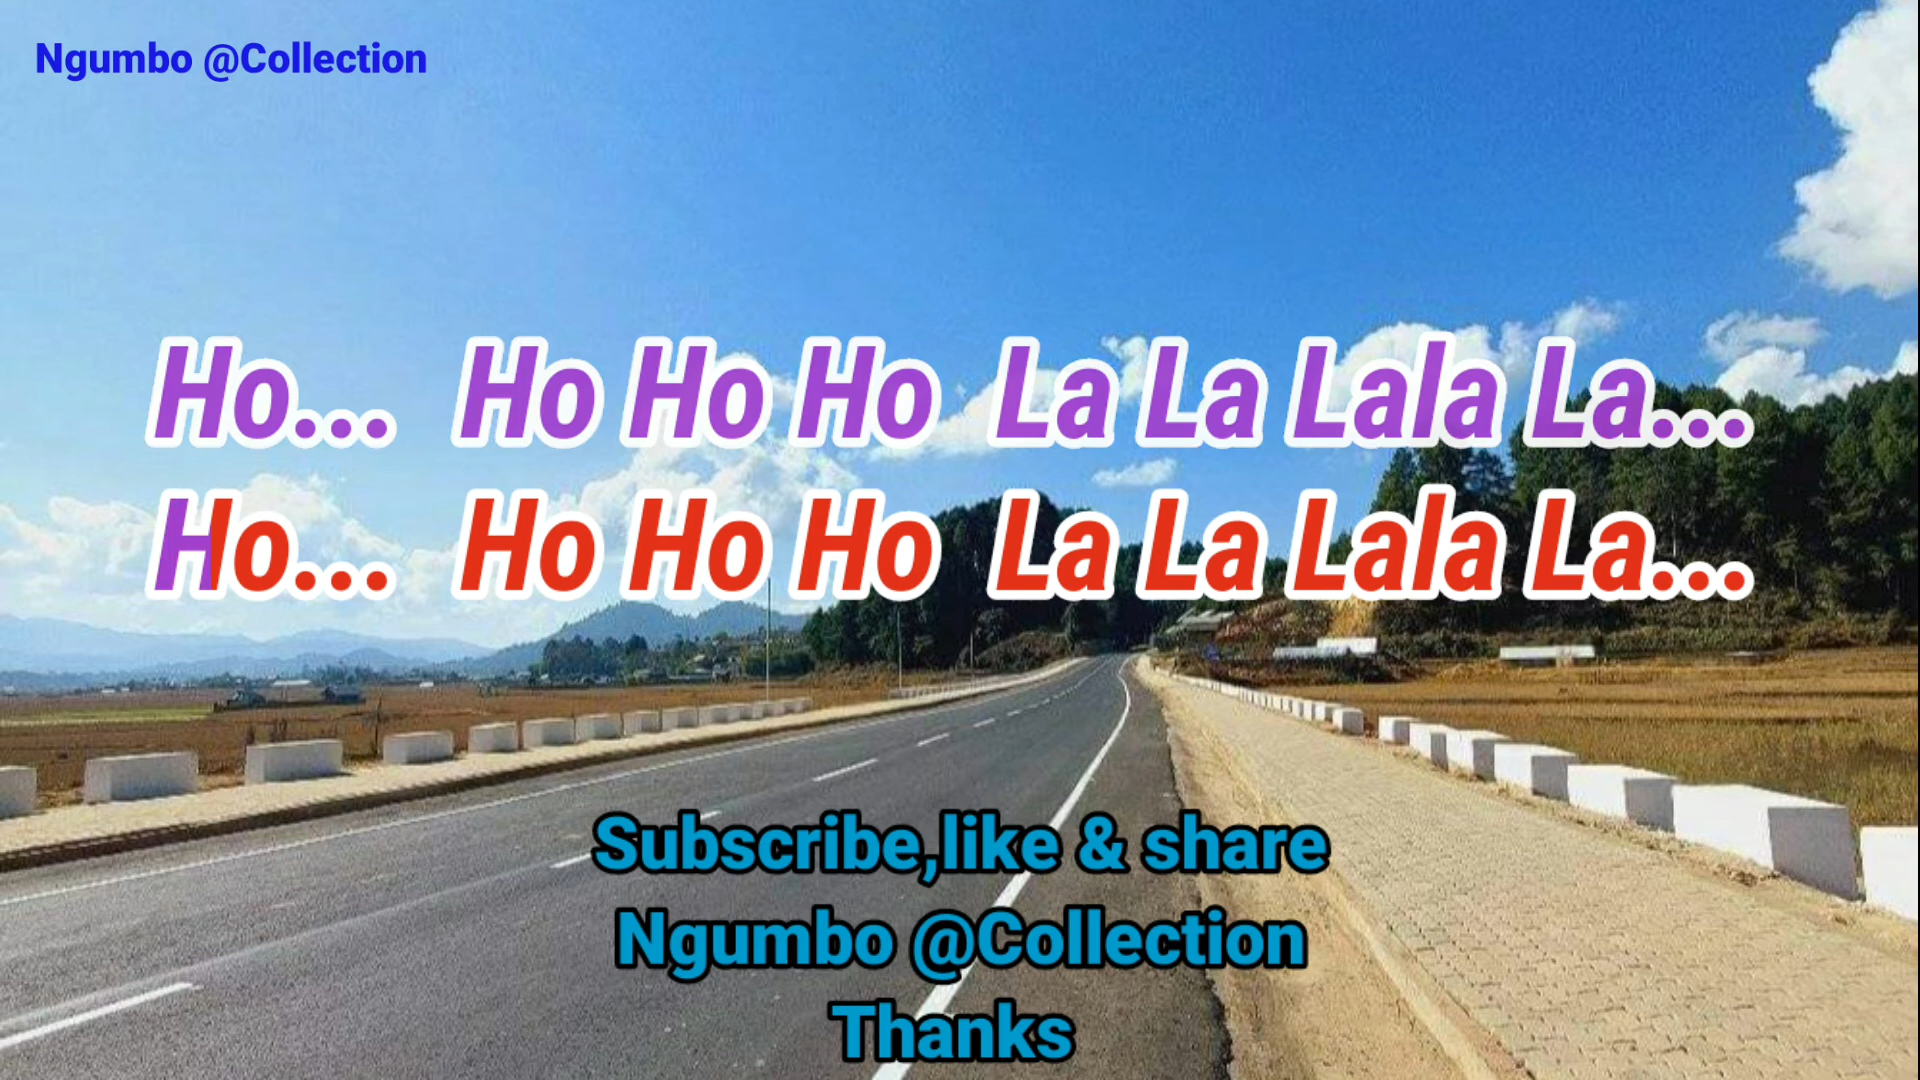 Ngumbo @Collection
Ho... Ho Ho Ho La La Lala La...
Ho... Ho Ho Ho La La Lala La...
Subscribe,like & share
Ngumbo @Collection
Thanks